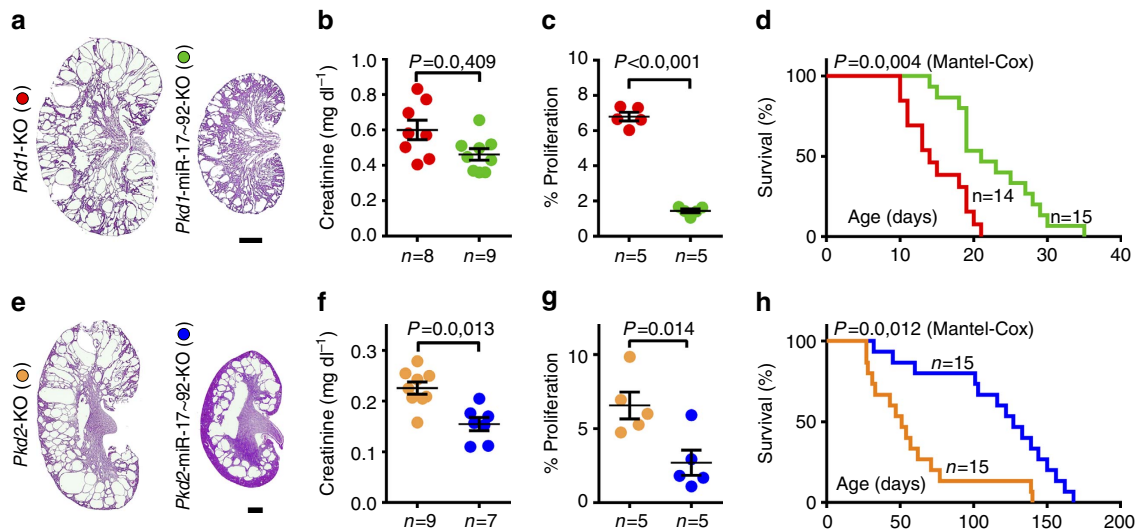 a
Pkd1-KO ( )
Pkd1-miR-17~92-KO ( )
b
Creatinine (mg dl⁻¹)
1.0
0.8
0.6
0.4
0.2
0.0
P=0.0,409
n=8
n=9
c
% Proliferation
10
8
6
4
2
0
P<0.0,001
n=5
n=5
d
P=0.0,004 (Mantel-Cox)
Survival (%)
100
50
0
n=14
n=15
Age (days)
0
10
20
30
40
e
Pkd2-KO ( )
Pkd2-miR-17~92-KO ( )
f
Creatinine (mg dl⁻¹)
0.3
0.2
0.1
0.0
P=0.0,013
n=9
n=7
g
% Proliferation
10
5
0
P=0.014
n=5
n=5
h
P=0.0,012 (Mantel-Cox)
Survival (%)
100
50
0
n=15
n=15
Age (days)
0
50
100
150
200